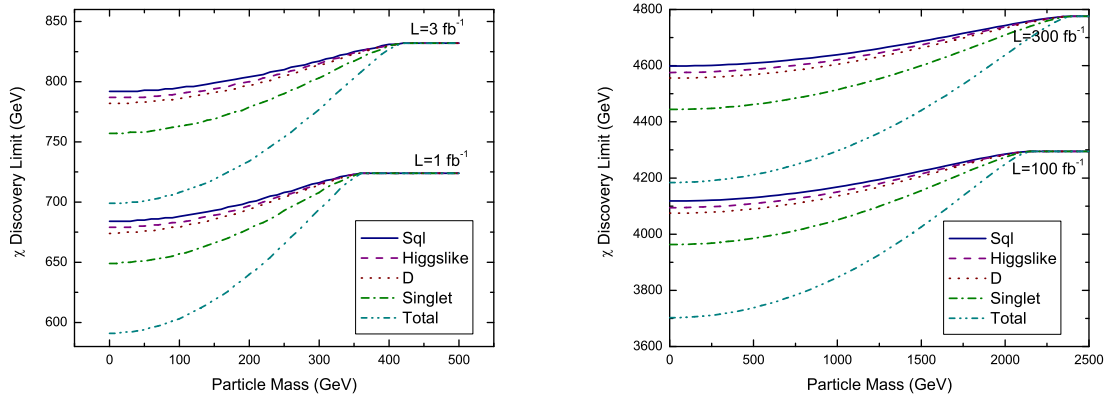 850
800
750
700
650
600
χ Discovery Limit (GeV)
0 100 200 300 400 500
Particle Mass (GeV)
L=3 fb⁻¹
L=1 fb⁻¹
Sql
Higgslike
D
Singlet
Total
4800
4600
4400
4200
4000
3800
3600
χ Discovery Limit (GeV)
0 500 1000 1500 2000 2500
Particle Mass (GeV)
L=300 fb⁻¹
L=100 fb⁻¹
Sql
Higgslike
D
Singlet
Total